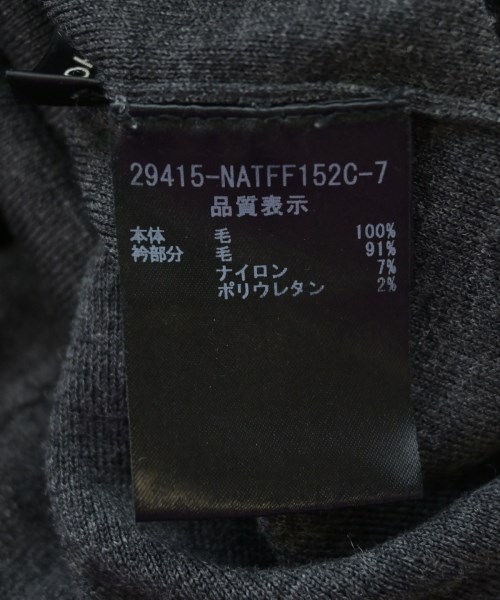 29415-NATFF152C-7
品質表示
本体 毛 100%
衿部分 毛 91%
ナイロン 7%
ポリウレタン 2%